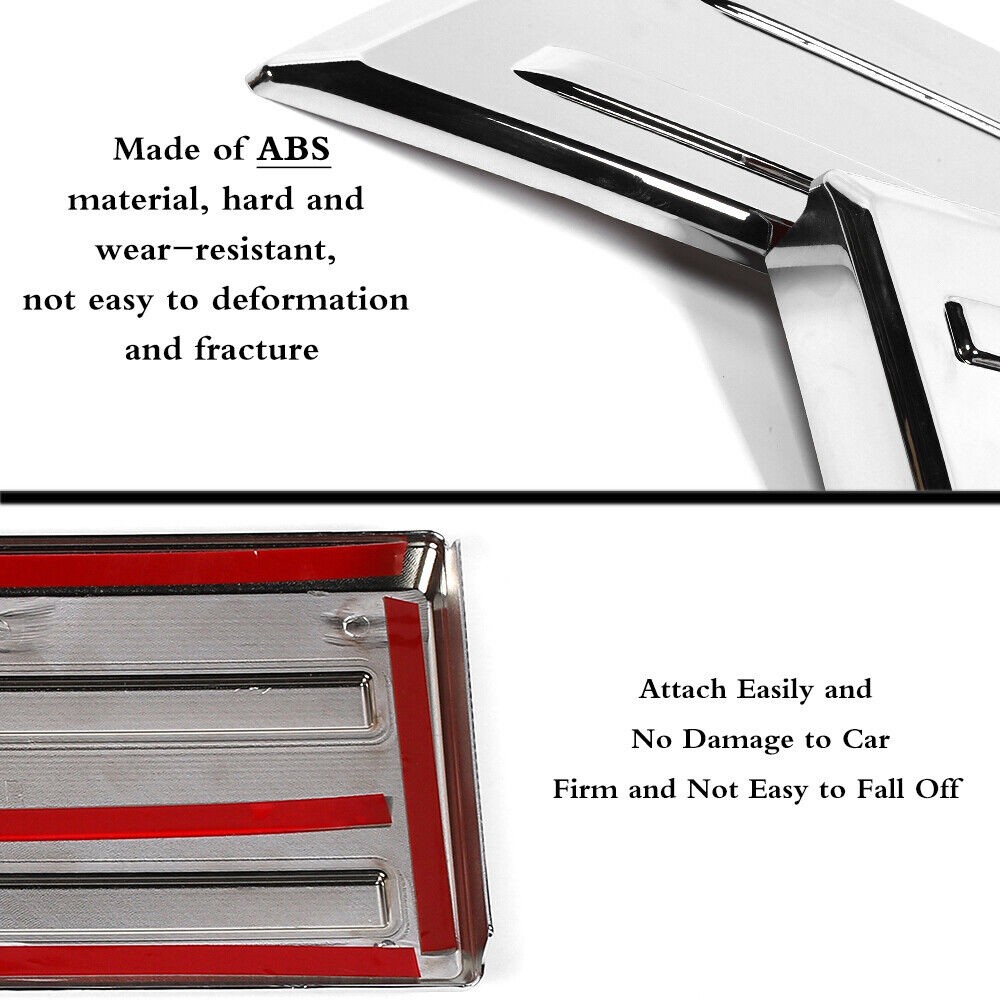 Made of ABS
material, hard and
wear-resistant,
not easy to deformation
and fracture
Attach Easily and
No Damage to Car
Firm and Not Easy to Fall Off